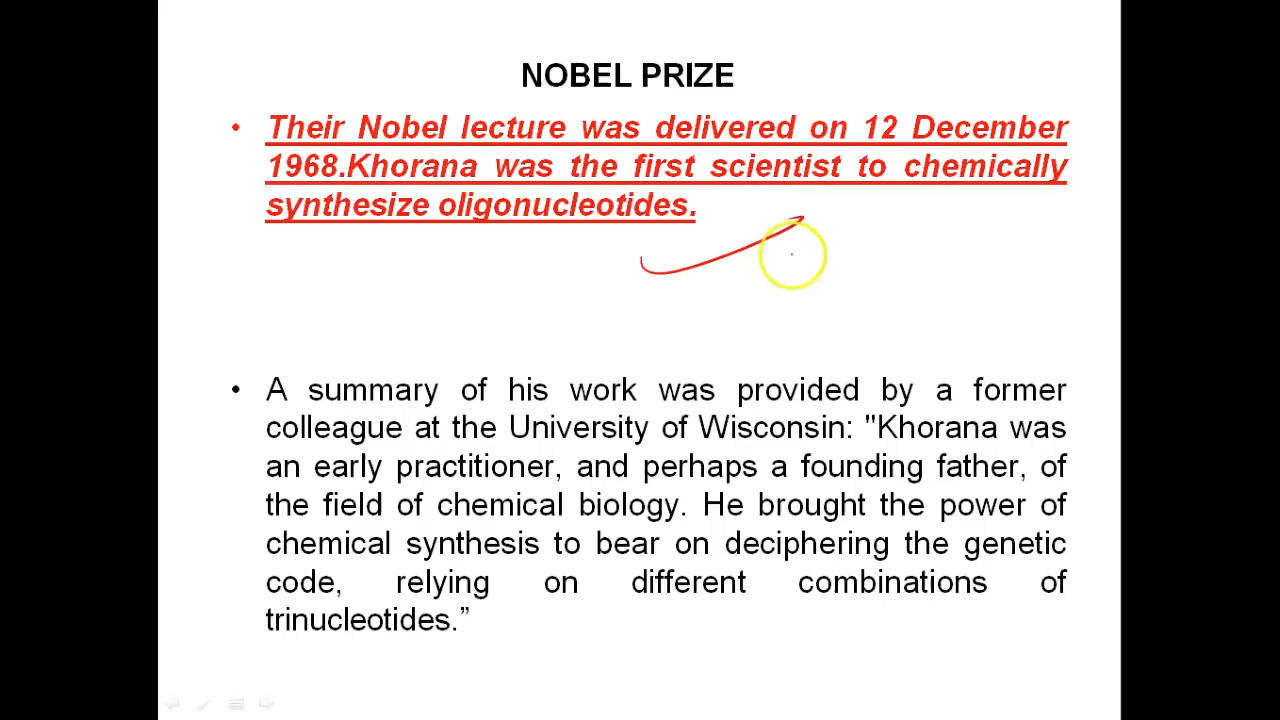 NOBEL PRIZE
• Their Nobel lecture was delivered on 12 December
1968.Khorana was the first scientist to chemically
synthesize oligonucleotides.
• A summary of his work was provided by a former
colleague at the University of Wisconsin: "Khorana was
an early practitioner, and perhaps a founding father, of
the field of chemical biology. He brought the power of
chemical synthesis to bear on deciphering the genetic
code, relying on different combinations of
trinucleotides.”